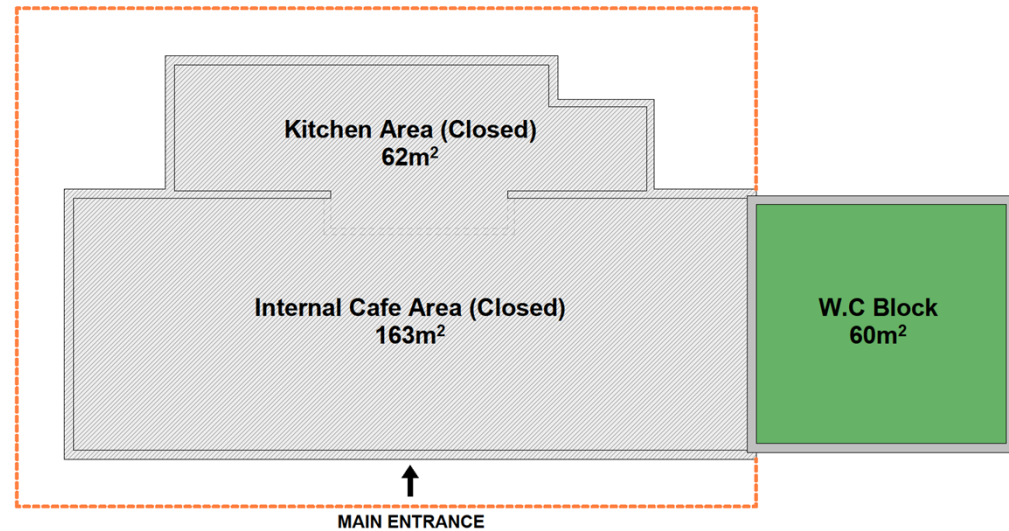 Kitchen Area (Closed)
62m²
Internal Cafe Area (Closed)
163m²
W.C Block
60m²
MAIN ENTRANCE